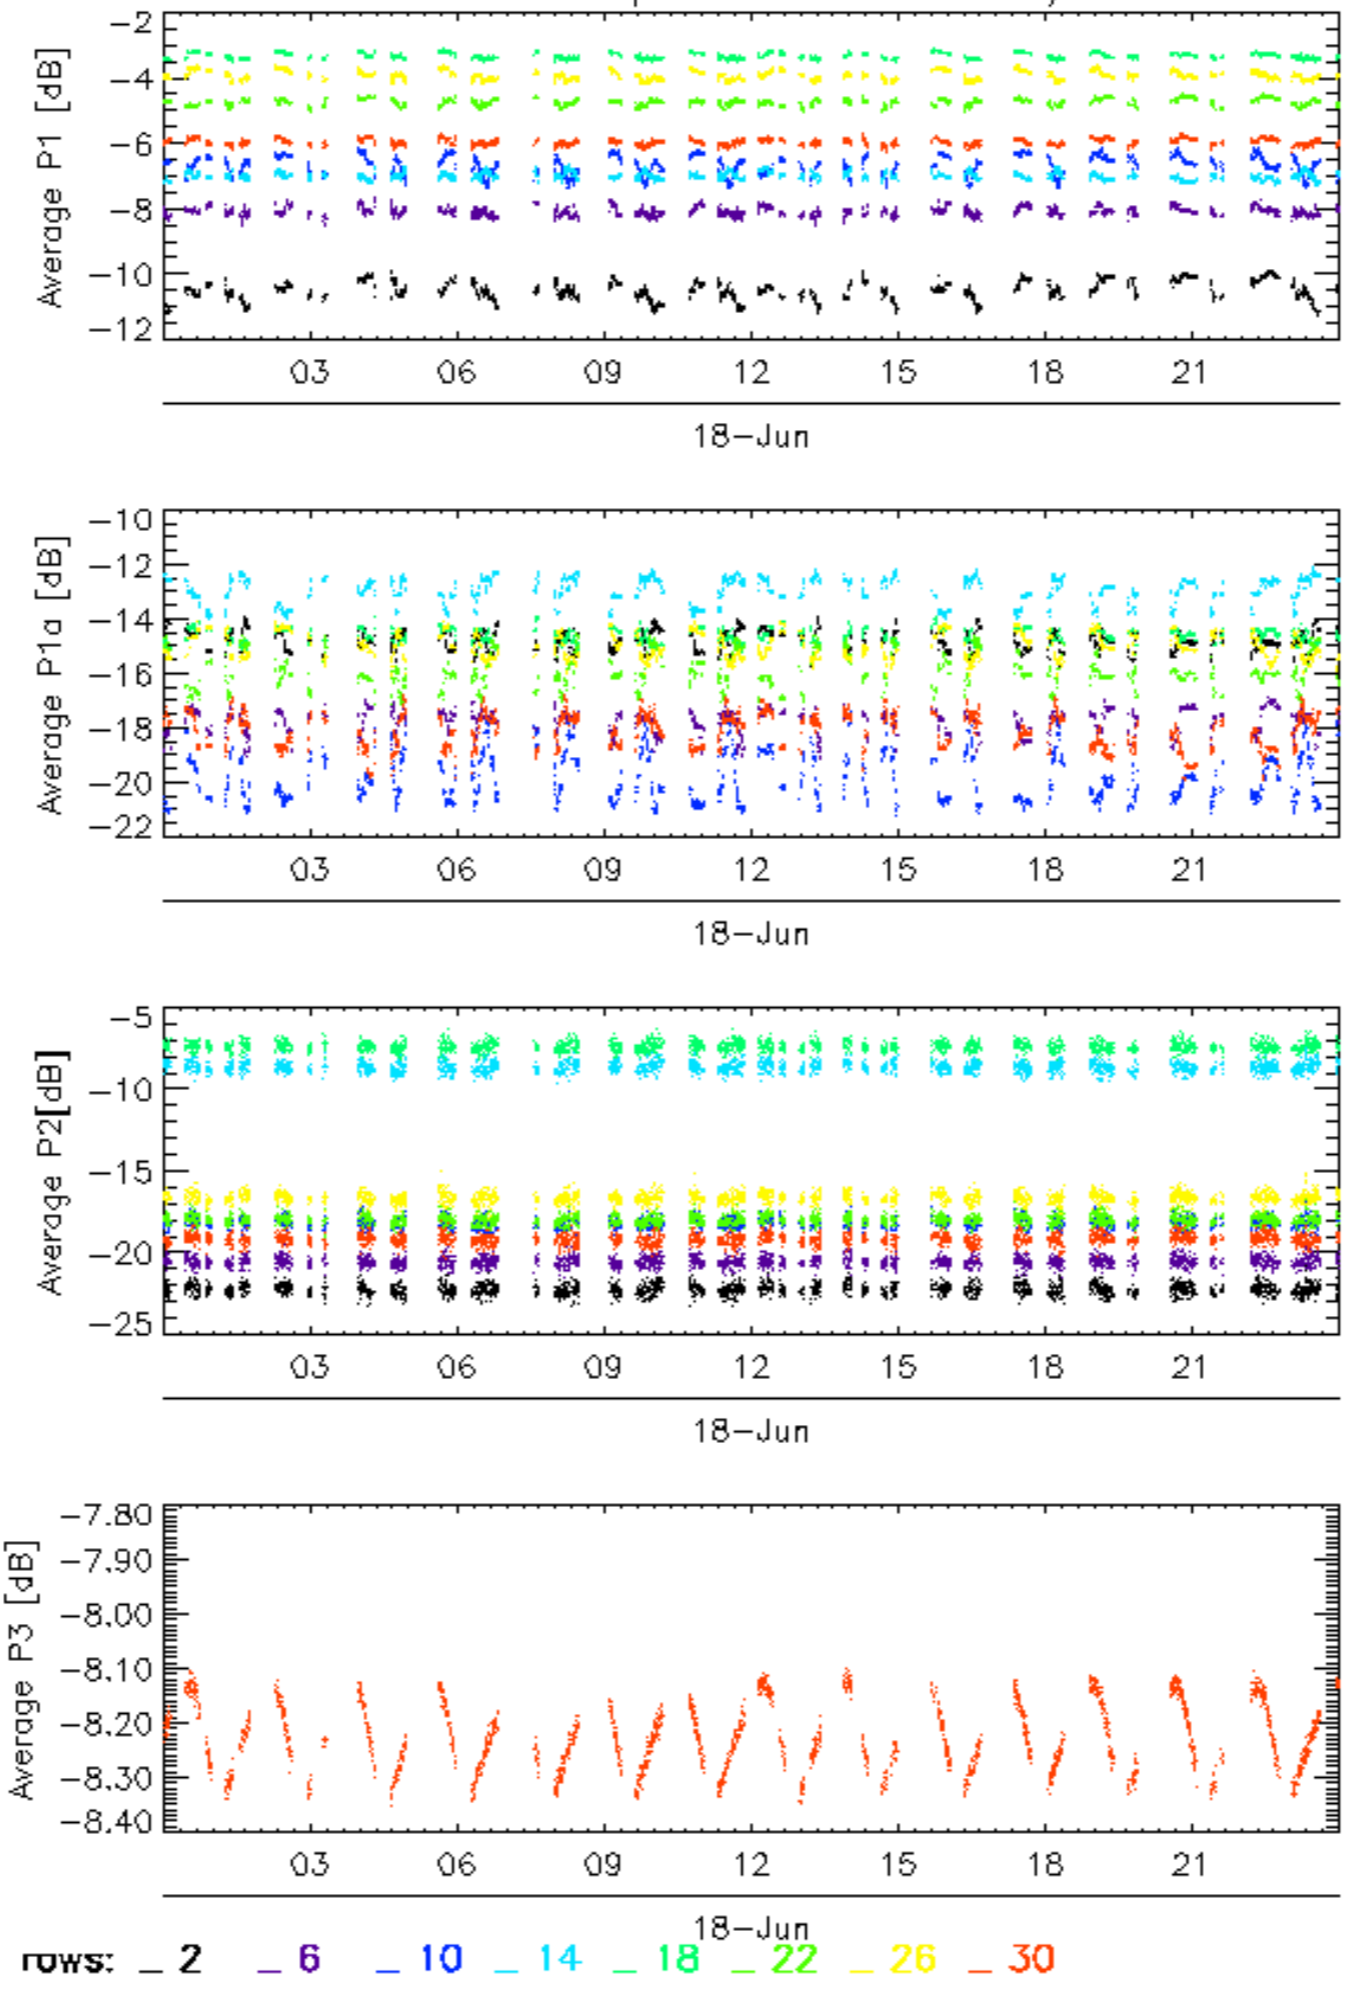 Average P1 [dB]
-2
-4
-6
-8
-10
-12
03 06 09 12 15 18 21
18-Jun
Average P1a [dB]
-10
-12
-14
-16
-18
-20
-22
03 06 09 12 15 18 21
18-Jun
Average P2[dB]
-5
-10
-15
-20
-25
03 06 09 12 15 18 21
18-Jun
Average P3 [dB]
-7.80
-7.90
-8.00
-8.10
-8.20
-8.30
-8.40
03 06 09 12 15 18 21
18-Jun
rows: _ 2 _ 6 _ 10 _ 14 _ 18 _ 22 _ 26 _ 30